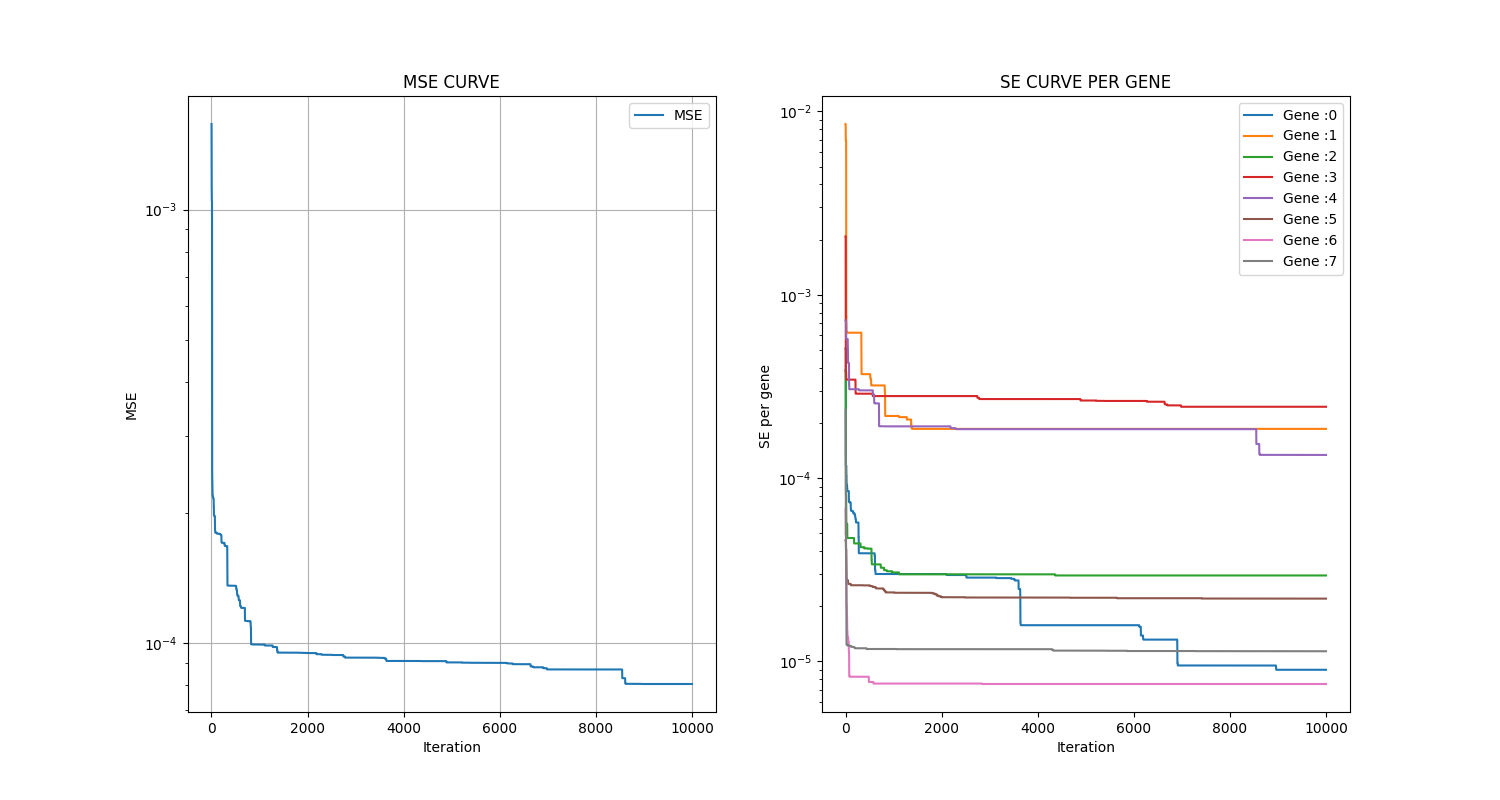 MSE CURVE
MSE
10⁻³
10⁻⁴
MSE
0 2000 4000 6000 8000 10000
Iteration
SE CURVE PER GENE
Gene :0
Gene :1
Gene :2
Gene :3
Gene :4
Gene :5
Gene :6
Gene :7
10⁻²
10⁻³
10⁻⁴
10⁻⁵
SE per gene
0 2000 4000 6000 8000 10000
Iteration